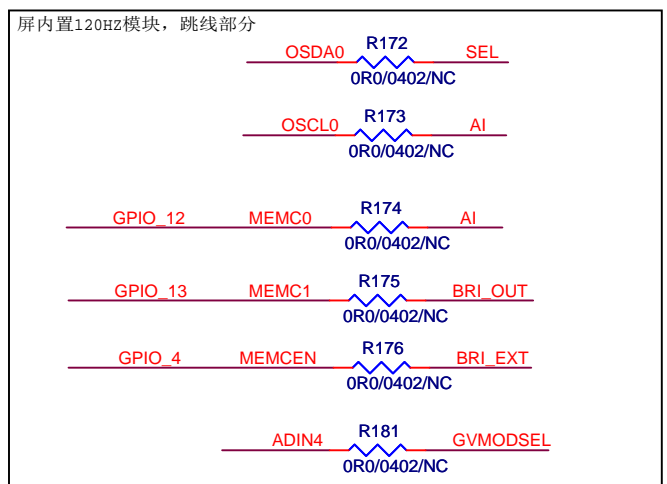 屏内置120HZ模块，跳线部分
R172
OSDA0 SEL
0R0/0402/NC
R173
OSCL0 AI
0R0/0402/NC
R174
GPIO_12 MEMC0 AI
0R0/0402/NC
R175
GPIO_13 MEMC1 BRI_OUT
0R0/0402/NC
R176
GPIO_4 MEMCEN BRI_EXT
0R0/0402/NC
R181
ADIN4 GVMODSEL
0R0/0402/NC